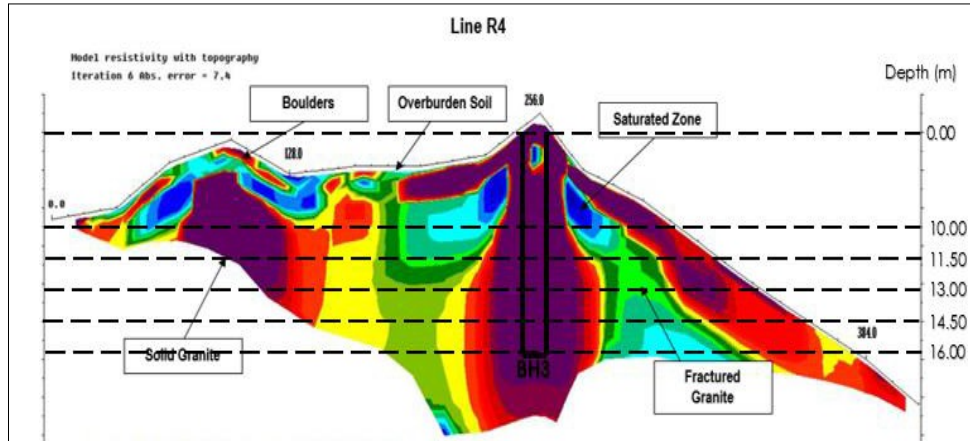 Line R4
Model resistivity with topography
Iteration 6 Abs. error = 7.4
Depth (m)
Boulders
Overburden Soil
256.0
Saturated Zone
0.00
128.0
0.0
10.00
11.50
13.00
14.50
384.0
16.00
Solid Granite
BH3
Fractured
Granite